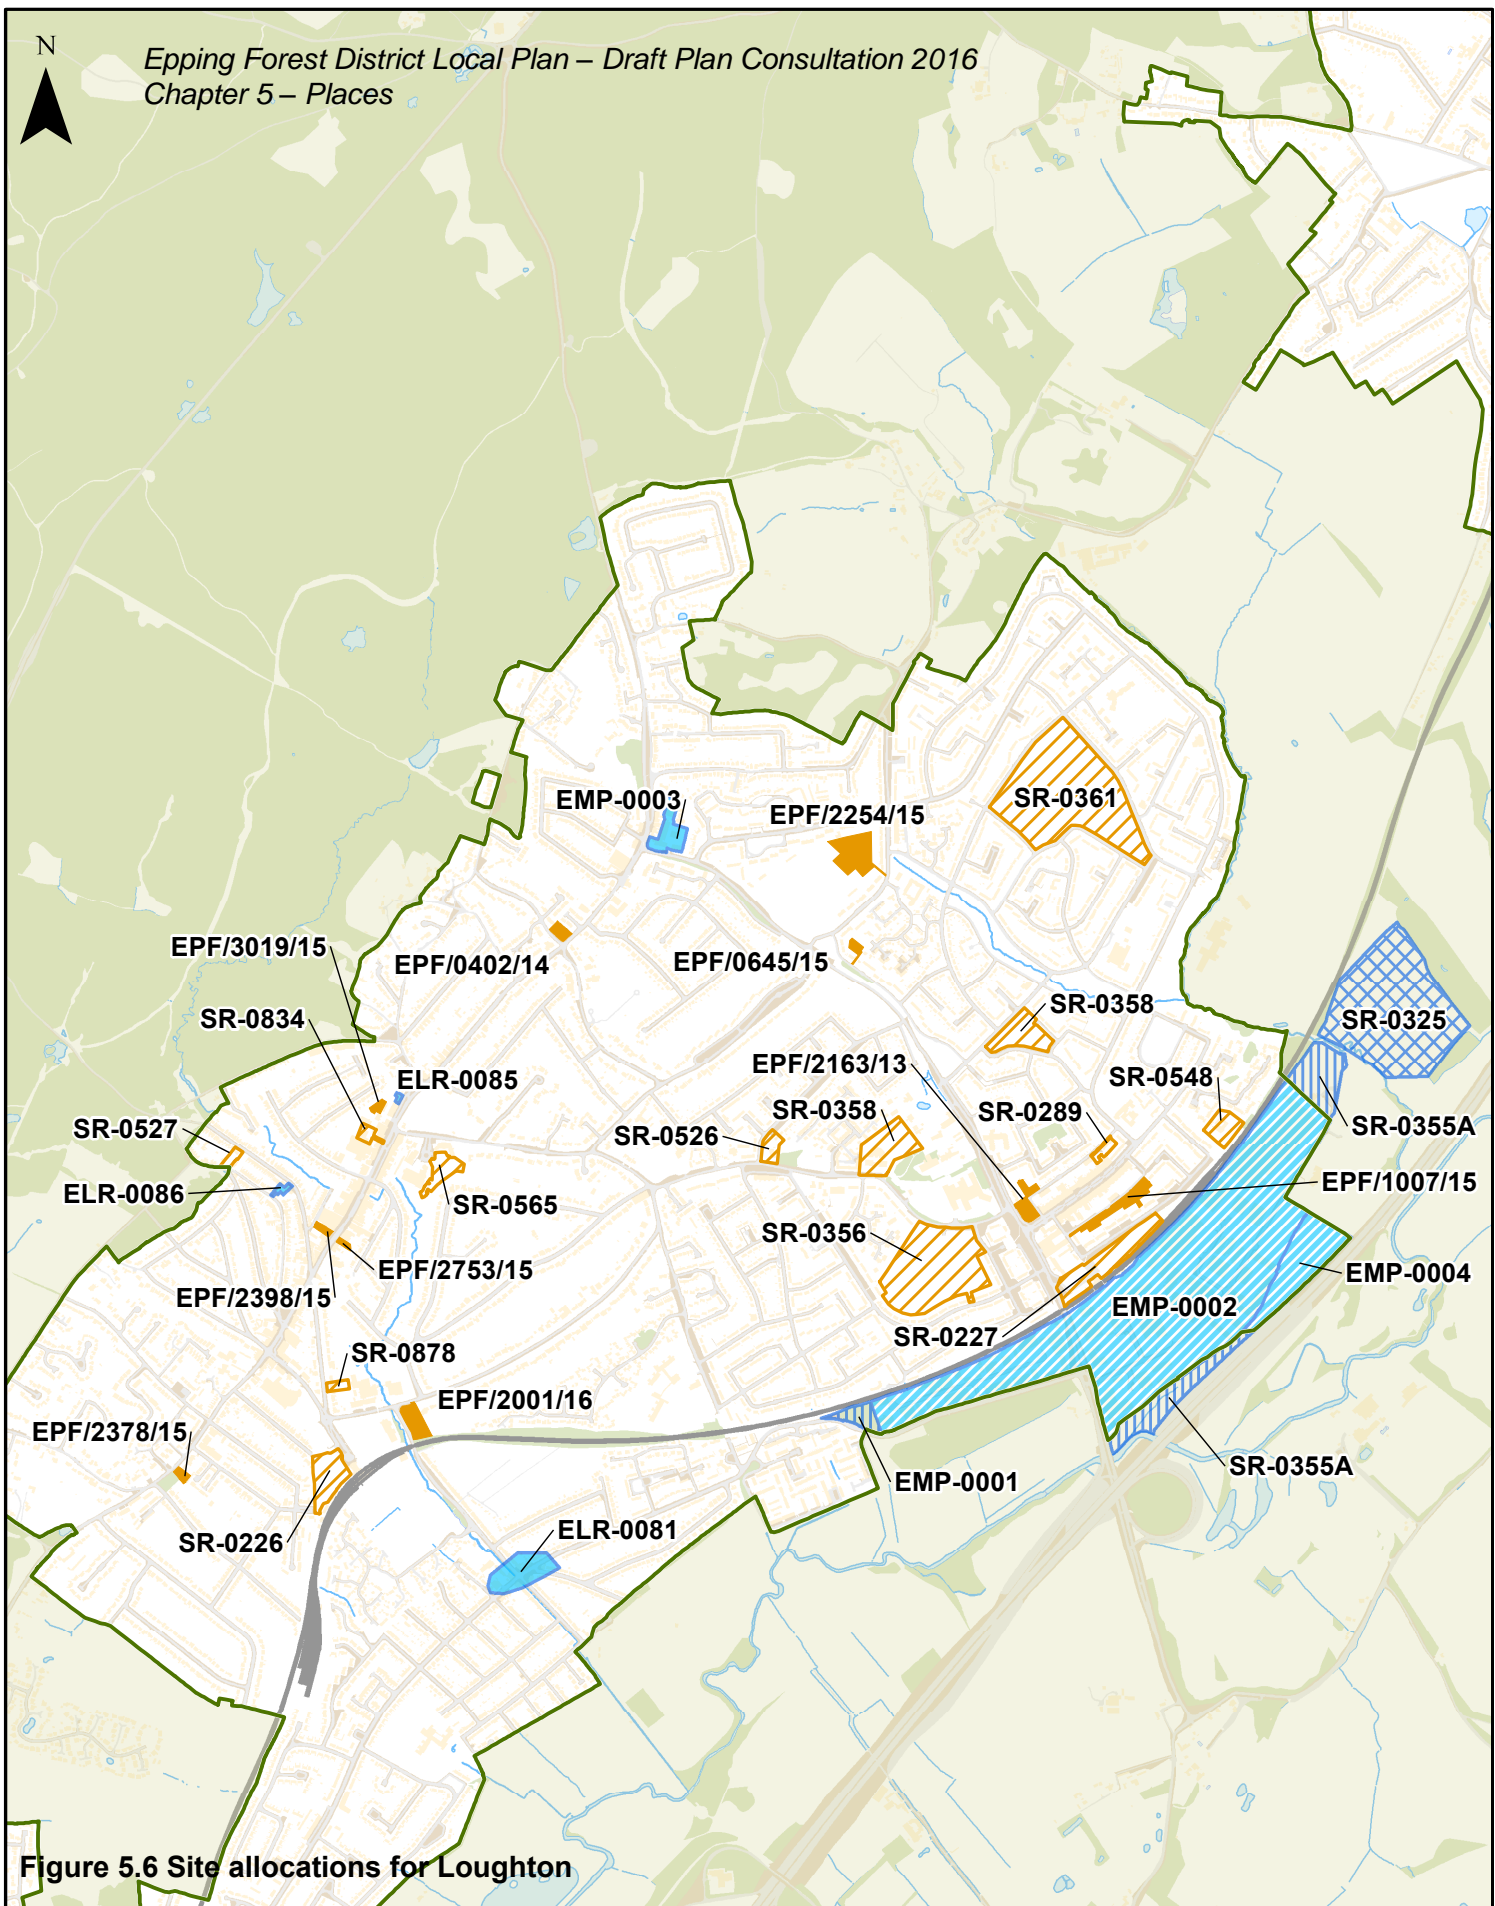 N
Epping Forest District Local Plan – Draft Plan Consultation 2016
Chapter 5 – Places
EMP-0003
EPF/2254/15
SR-0361
EPF/3019/15
EPF/0402/14
EPF/0645/15
SR-0834
SR-0358
SR-0325
EPF/2163/13
ELR-0085
SR-0548
SR-0358
SR-0289
SR-0527
SR-0526
SR-0355A
ELR-0086
SR-0565
EPF/1007/15
SR-0356
EPF/2753/15
EMP-0004
EPF/2398/15
EMP-0002
SR-0227
SR-0878
EPF/2001/16
EPF/2378/15
SR-0355A
EMP-0001
ELR-0081
SR-0226
Figure 5.6 Site allocations for Loughton